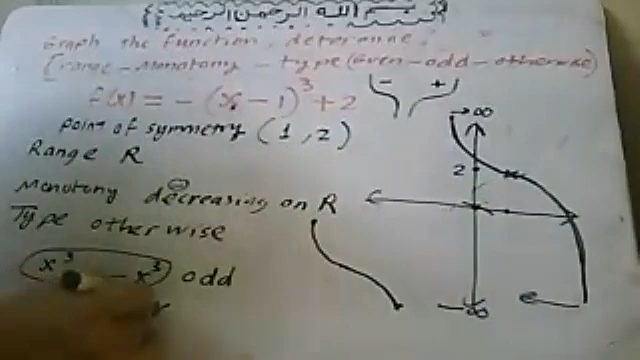 بسم الله الرحمن الرحيم
Graph the function, determine:
[range - Monotony - type (even - odd - otherwise)
f(x) = - (x - 1)³ + 2
- +
point of symmetry (1, 2)
Range R
Monotony decreasing on R
Type otherwise
x³ - x³ odd
∞
2
-∞